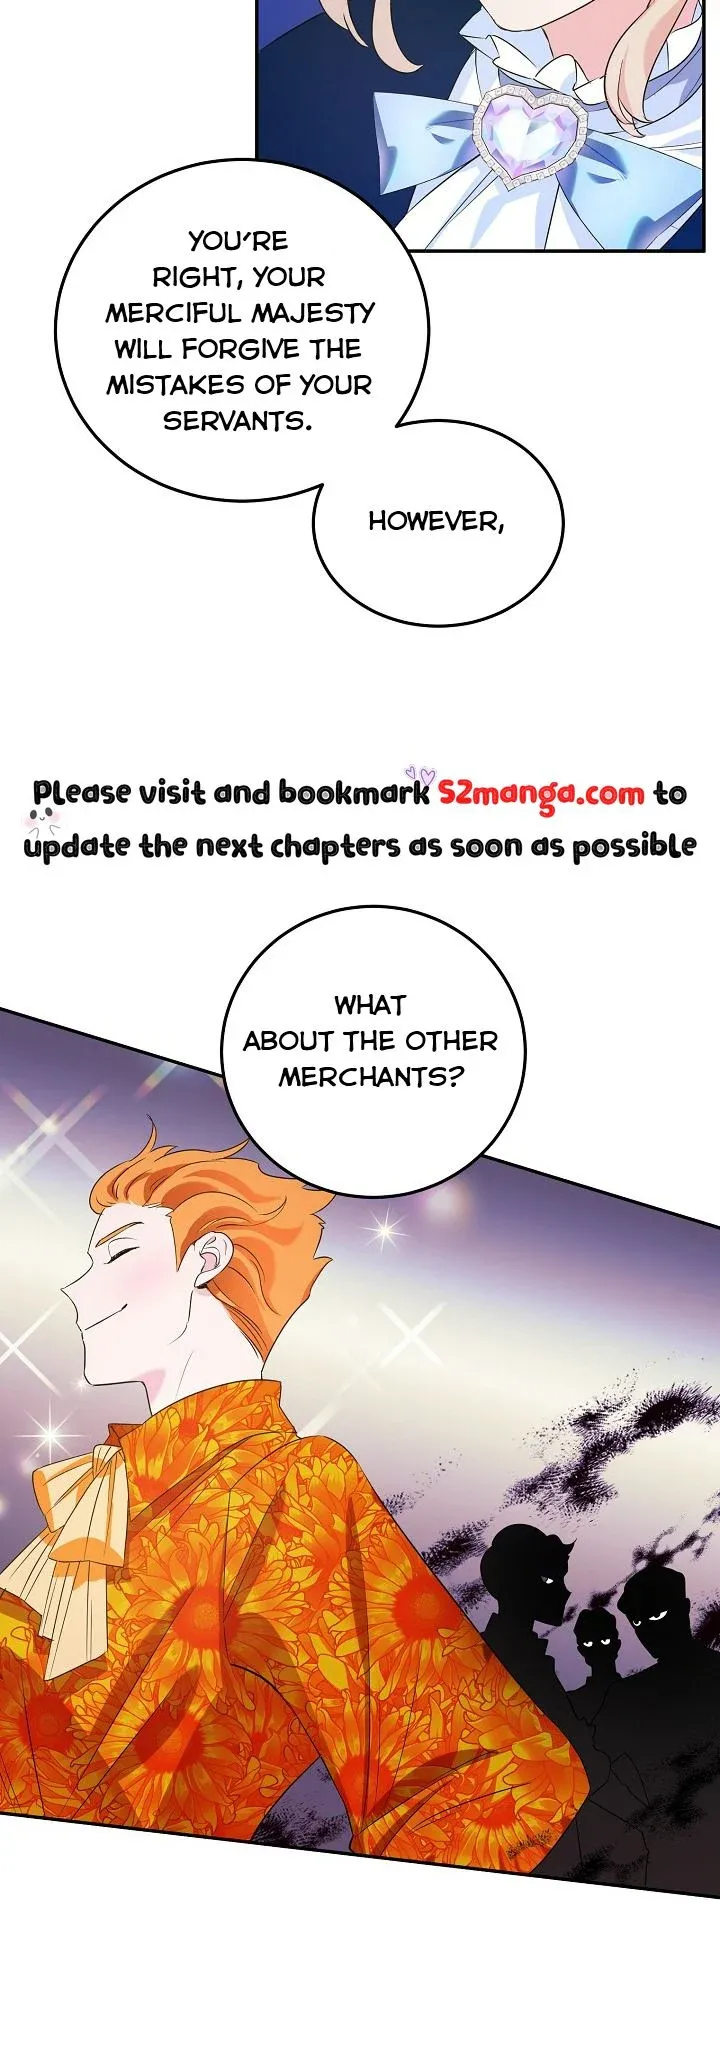 YOU'RE
RIGHT, YOUR
MERCIFUL MAJESTY
WILL FORGIVE THE
MISTAKES OF YOUR
SERVANTS.
HOWEVER,
Please visit and bookmark S2manga.com to
update the next chapters as soon as possible
WHAT
ABOUT THE OTHER
MERCHANTS?